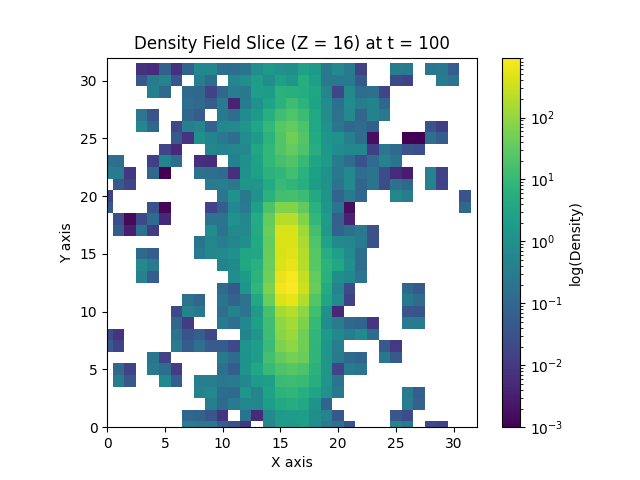 Density Field Slice (Z = 16) at t = 100
30
25
20
15
10
5
0
Y axis
0 5 10 15 20 25 30
X axis
10²
10¹
10⁰
10⁻¹
10⁻²
10⁻³
log(Density)